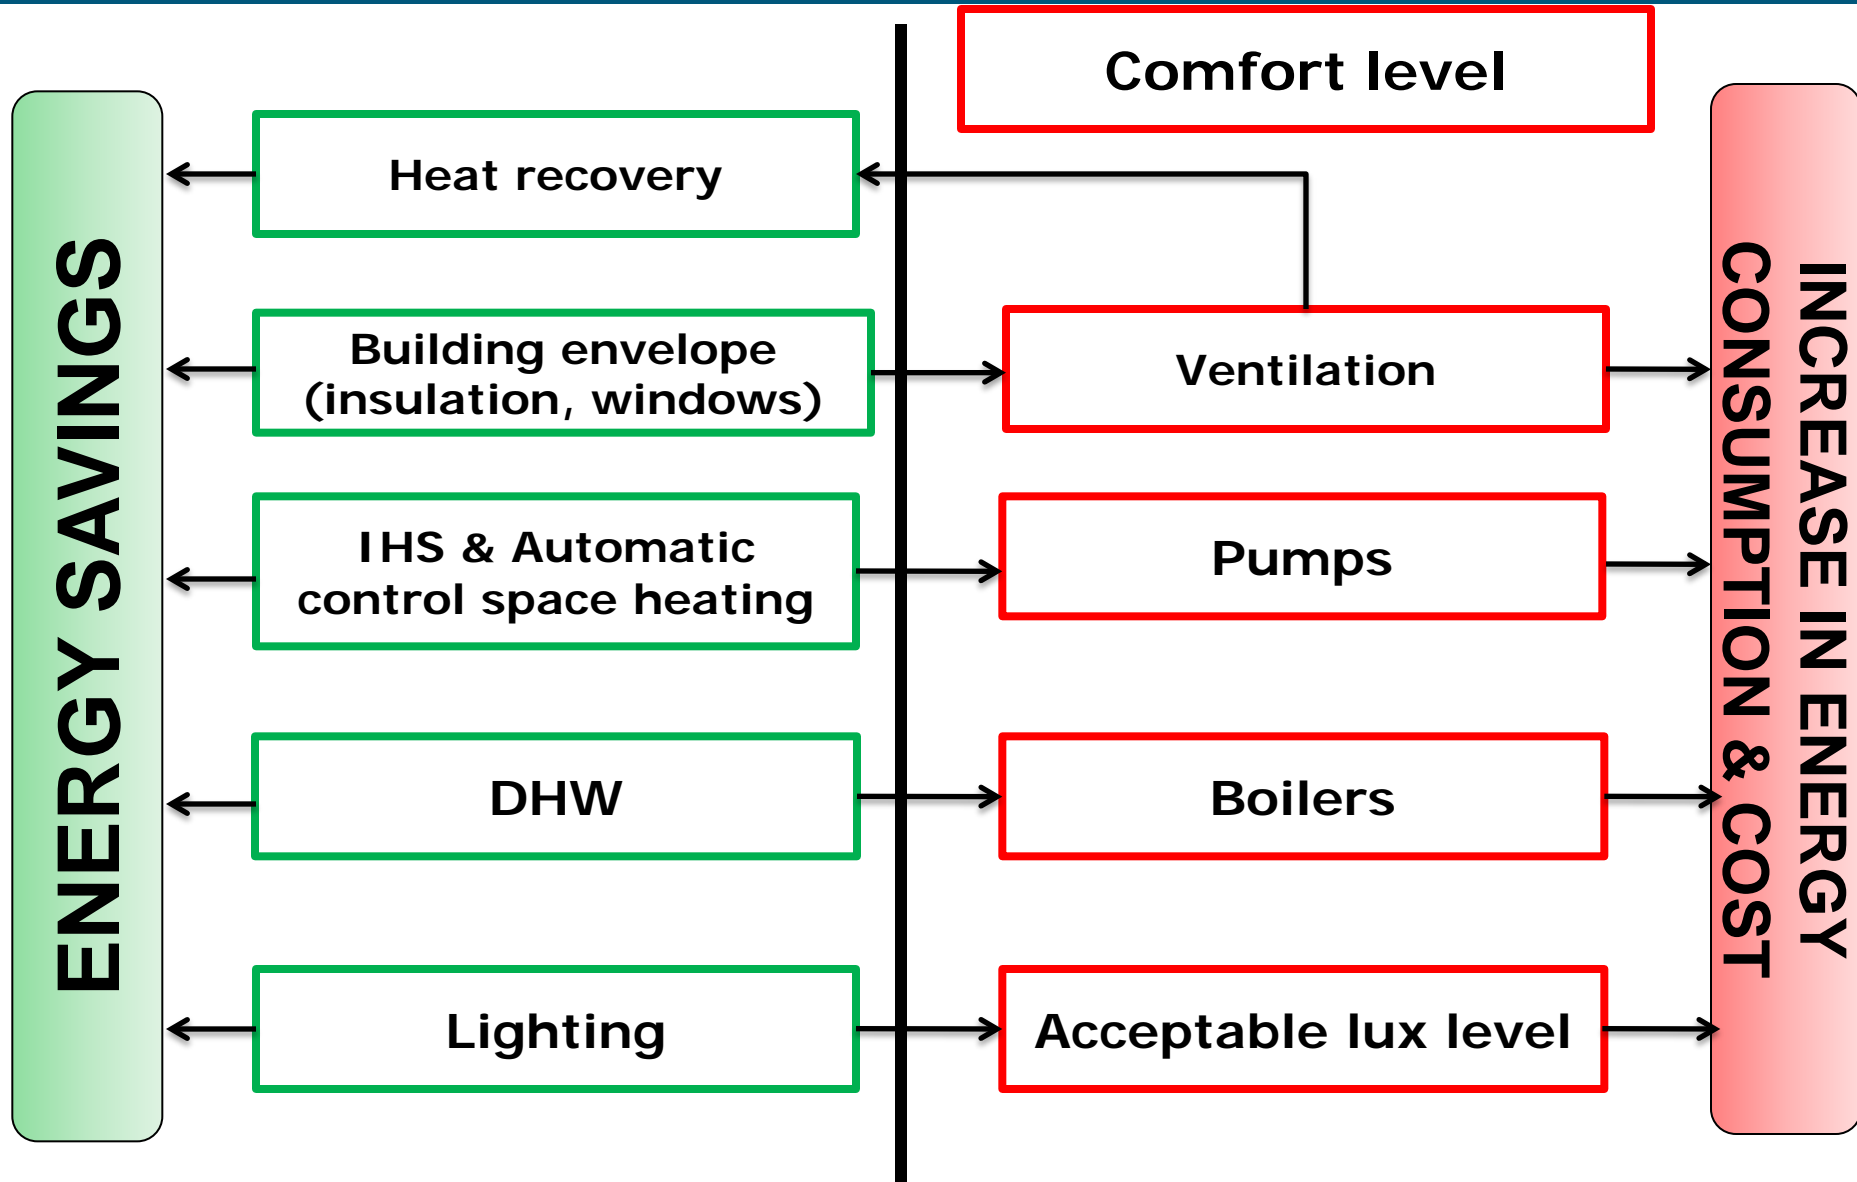 Comfort level
ENERGY SAVINGS
Heat recovery
Building envelope
(insulation, windows)
Ventilation
IHS & Automatic
control space heating
Pumps
DHW
Boilers
Lighting
Acceptable lux level
INCREASE IN ENERGY
CONSUMPTION & COST